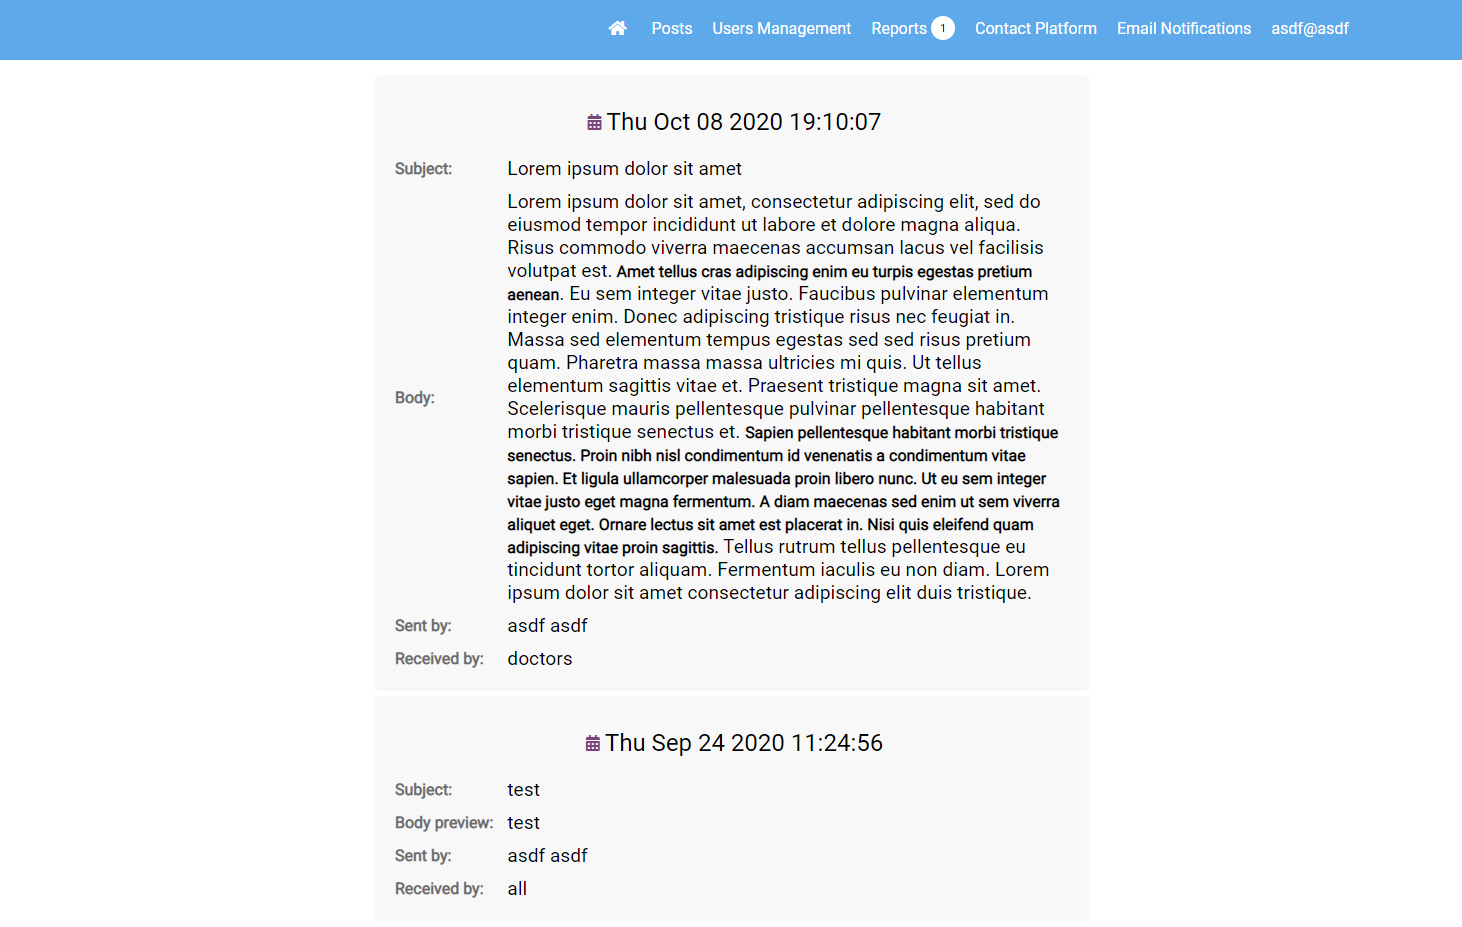 Posts Users Management Reports 1 Contact Platform Email Notifications asdf@asdf
Thu Oct 08 2020 19:10:07
Subject: Lorem ipsum dolor sit amet
Body: Lorem ipsum dolor sit amet, consectetur adipiscing elit, sed do
eiusmod tempor incididunt ut labore et dolore magna aliqua.
Risus commodo viverra maecenas accumsan lacus vel facilisis
volutpat est. Amet tellus cras adipiscing enim eu turpis egestas pretium
aenean. Eu sem integer vitae justo. Faucibus pulvinar elementum
integer enim. Donec adipiscing tristique risus nec feugiat in.
Massa sed elementum tempus egestas sed sed risus pretium
quam. Pharetra massa massa ultricies mi quis. Ut tellus
elementum sagittis vitae et. Praesent tristique magna sit amet.
Scelerisque mauris pellentesque pulvinar pellentesque habitant
morbi tristique senectus et. Sapien pellentesque habitant morbi tristique
senectus. Proin nibh nisl condimentum id venenatis a condimentum vitae
sapien. Et ligula ullamcorper malesuada proin libero nunc. Ut eu sem integer
vitae justo eget magna fermentum. A diam maecenas sed enim ut sem viverra
aliquet eget. Ornare lectus sit amet est placerat in. Nisi quis eleifend quam
adipiscing vitae proin sagittis. Tellus rutrum tellus pellentesque eu
tincidunt tortor aliquam. Fermentum iaculis eu non diam. Lorem
ipsum dolor sit amet consectetur adipiscing elit duis tristique.
Sent by: asdf asdf
Received by: doctors
Thu Sep 24 2020 11:24:56
Subject: test
Body preview: test
Sent by: asdf asdf
Received by: all